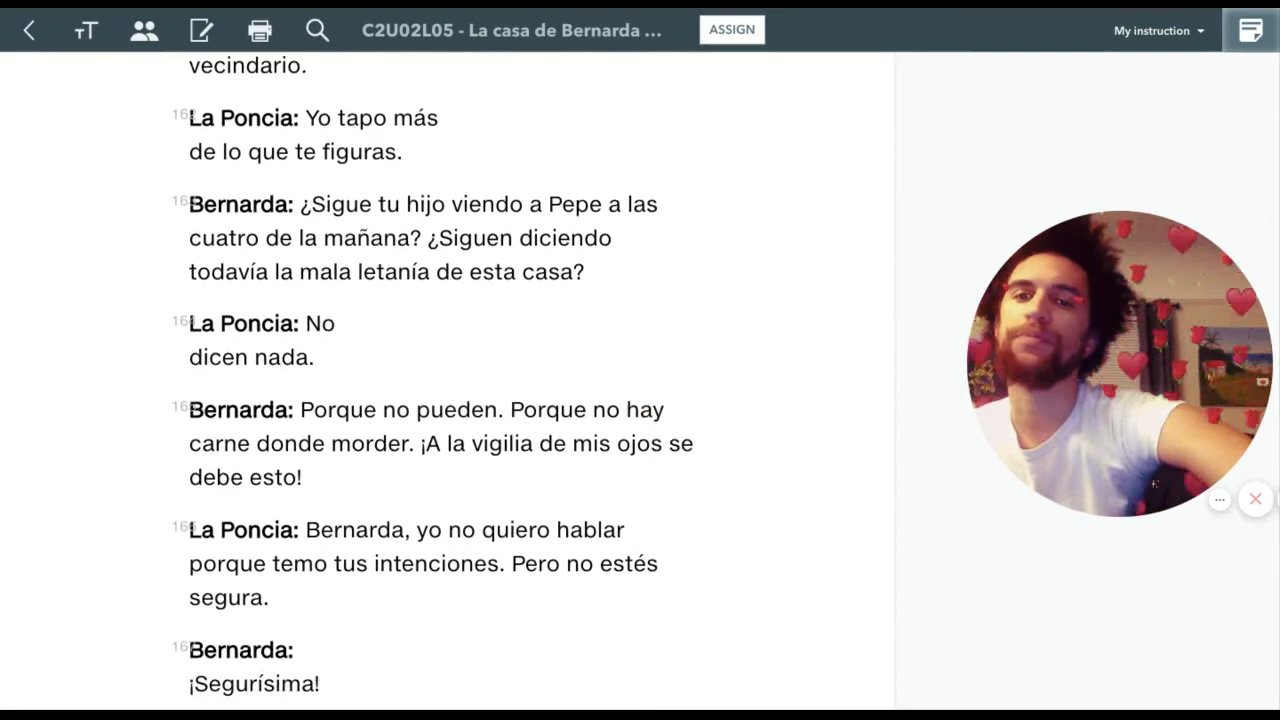 C2U02L05 - La casa de Bernarda ...
ASSIGN
My instruction
vecindario.
La Poncia: Yo tapo más
de lo que te figuras.
Bernarda: ¿Sigue tu hijo viendo a Pepe a las
cuatro de la mañana? ¿Siguen diciendo
todavía la mala letanía de esta casa?
La Poncia: No
dicen nada.
Bernarda: Porque no pueden. Porque no hay
carne donde morder. ¡A la vigilia de mis ojos se
debe esto!
La Poncia: Bernarda, yo no quiero hablar
porque temo tus intenciones. Pero no estés
segura.
Bernarda:
¡Segurísima!